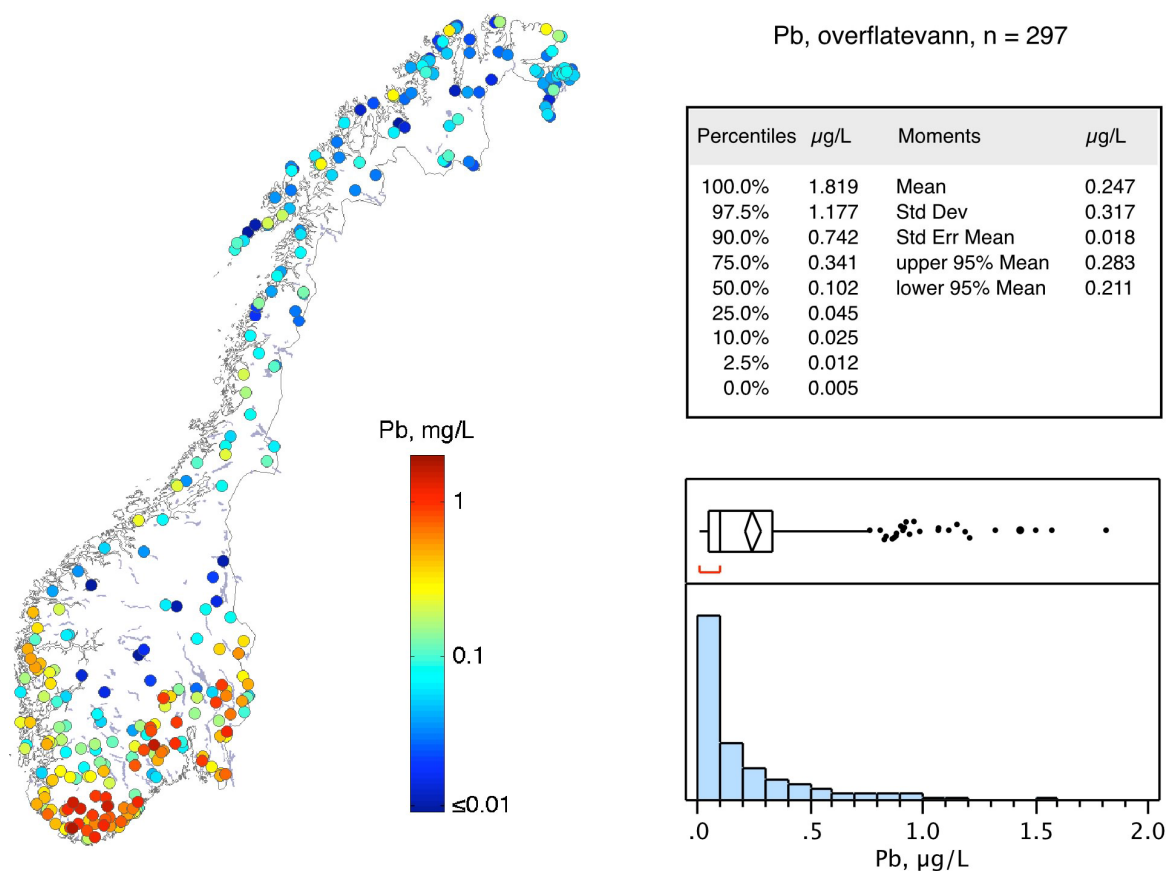 Pb, overflatevann, n = 297
Percentiles µg/L Moments µg/L
100.0% 1.819 Mean 0.247
97.5% 1.177 Std Dev 0.317
90.0% 0.742 Std Err Mean 0.018
75.0% 0.341 upper 95% Mean 0.283
50.0% 0.102 lower 95% Mean 0.211
25.0% 0.045
10.0% 0.025
2.5% 0.012
0.0% 0.005
Pb, mg/L
1
0.1
≤0.01
.0 .5 1.0 1.5 2.0
Pb, µg/L